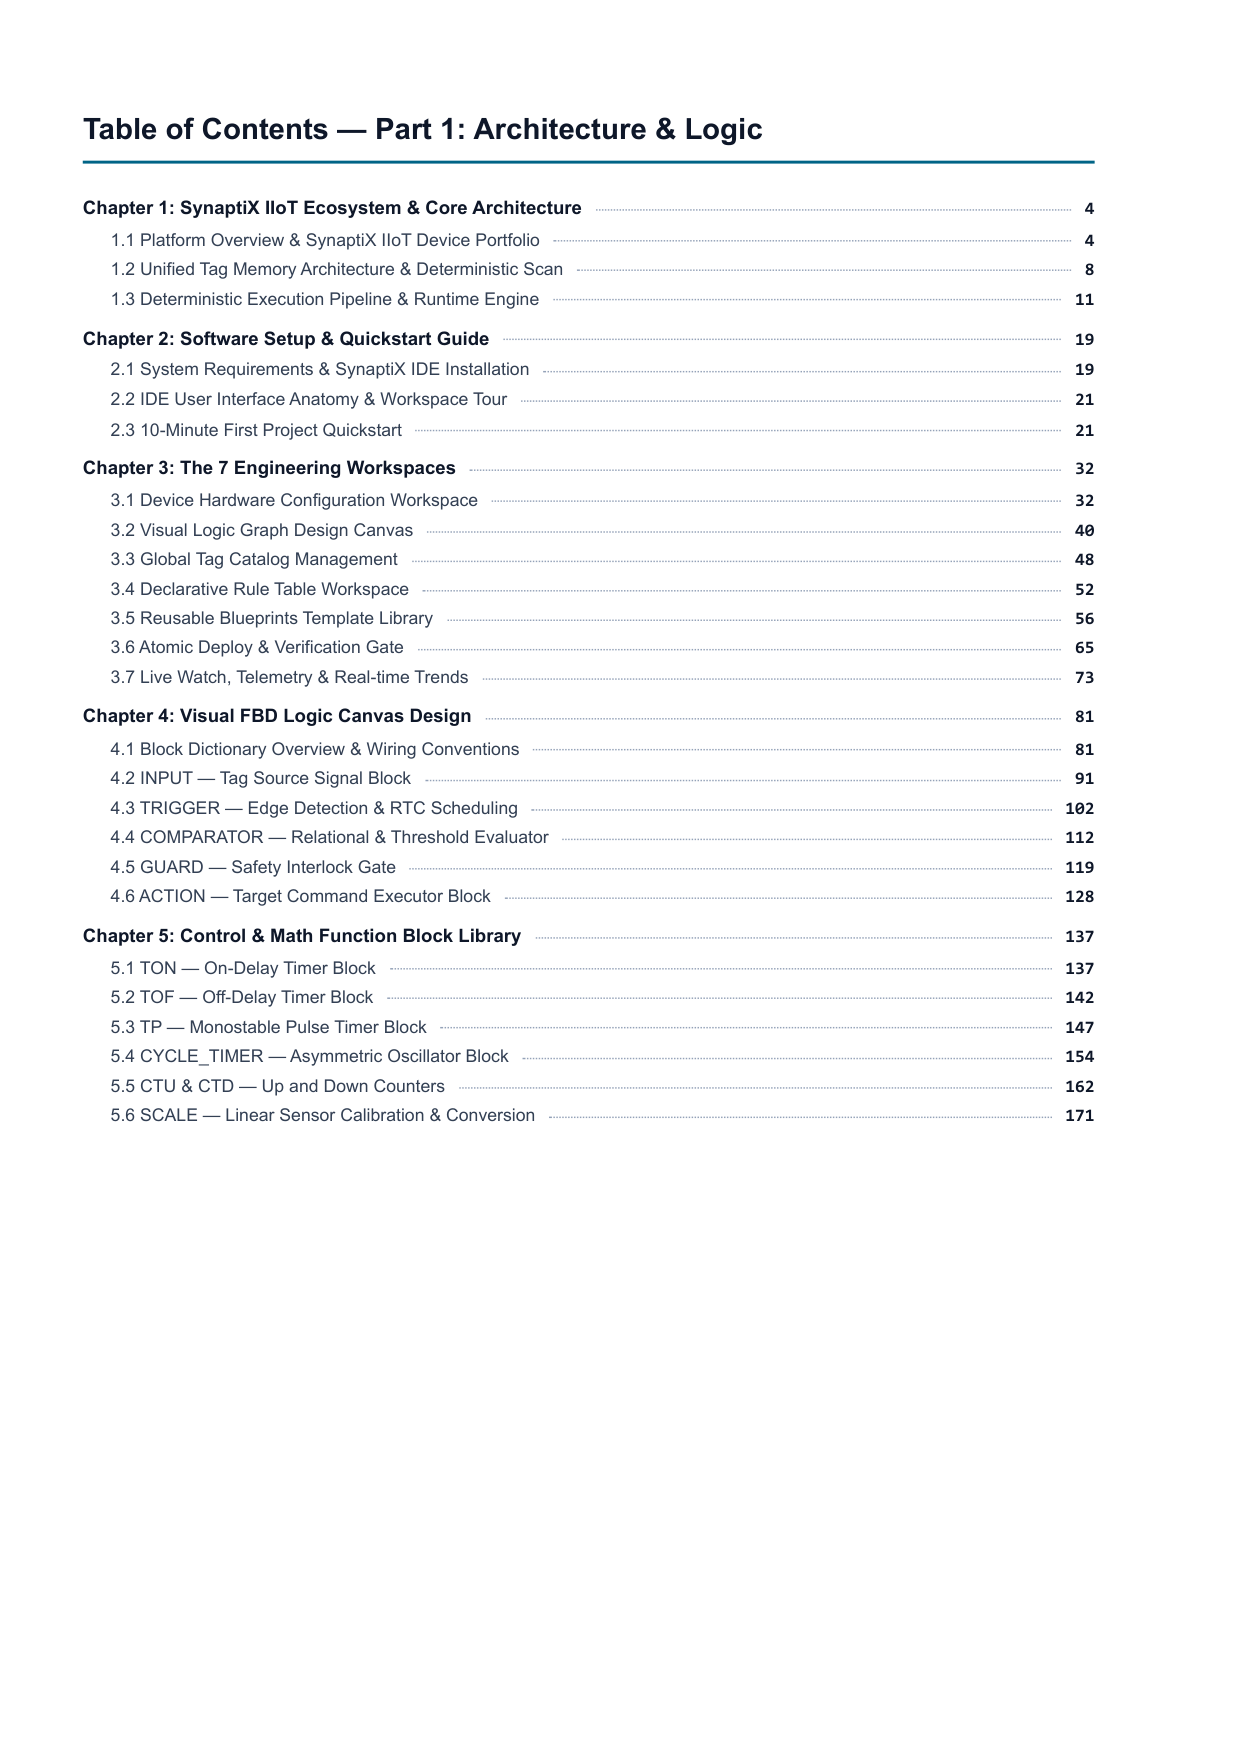 Table of Contents — Part 1: Architecture & Logic
Chapter 1: SynaptiX IIoT Ecosystem & Core Architecture 4
1.1 Platform Overview & SynaptiX IIoT Device Portfolio 4
1.2 Unified Tag Memory Architecture & Deterministic Scan 8
1.3 Deterministic Execution Pipeline & Runtime Engine 11
Chapter 2: Software Setup & Quickstart Guide 19
2.1 System Requirements & SynaptiX IDE Installation 19
2.2 IDE User Interface Anatomy & Workspace Tour 21
2.3 10-Minute First Project Quickstart 21
Chapter 3: The 7 Engineering Workspaces 32
3.1 Device Hardware Configuration Workspace 32
3.2 Visual Logic Graph Design Canvas 40
3.3 Global Tag Catalog Management 48
3.4 Declarative Rule Table Workspace 52
3.5 Reusable Blueprints Template Library 56
3.6 Atomic Deploy & Verification Gate 65
3.7 Live Watch, Telemetry & Real-time Trends 73
Chapter 4: Visual FBD Logic Canvas Design 81
4.1 Block Dictionary Overview & Wiring Conventions 81
4.2 INPUT — Tag Source Signal Block 91
4.3 TRIGGER — Edge Detection & RTC Scheduling 102
4.4 COMPARATOR — Relational & Threshold Evaluator 112
4.5 GUARD — Safety Interlock Gate 119
4.6 ACTION — Target Command Executor Block 128
Chapter 5: Control & Math Function Block Library 137
5.1 TON — On-Delay Timer Block 137
5.2 TOF — Off-Delay Timer Block 142
5.3 TP — Monostable Pulse Timer Block 147
5.4 CYCLE_TIMER — Asymmetric Oscillator Block 154
5.5 CTU & CTD — Up and Down Counters 162
5.6 SCALE — Linear Sensor Calibration & Conversion 171